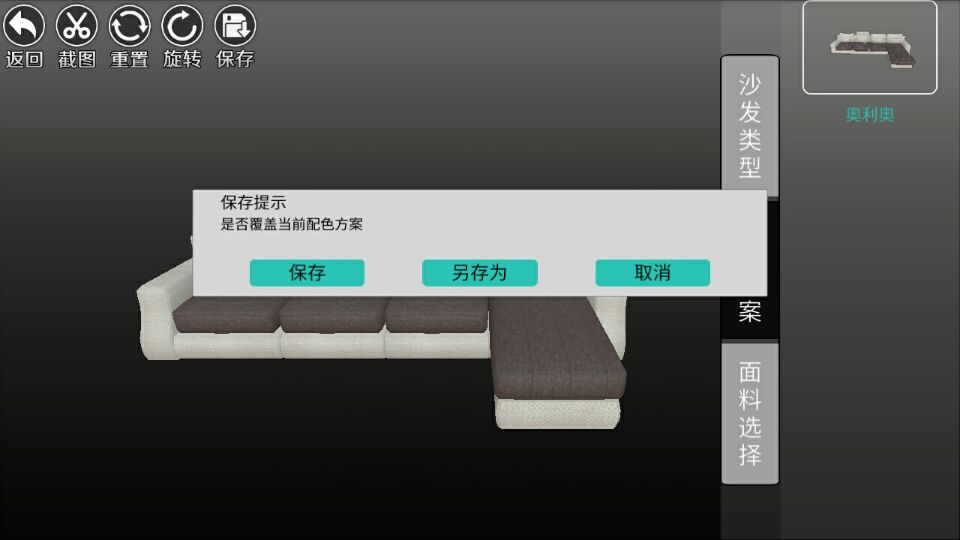 返回 截图 重置 旋转 保存
奥利奥
沙发类型
保存提示
是否覆盖当前配色方案
保存 另存为 取消
案
面料选择